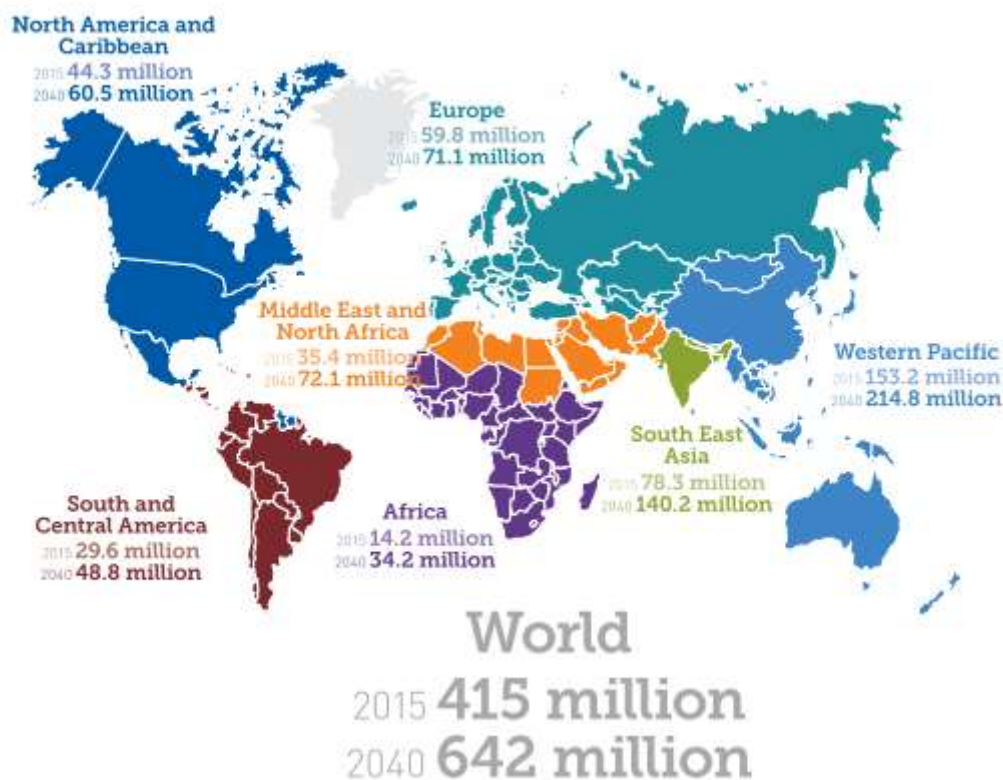 North America and
Caribbean
2015 44.3 million
2040 60.5 million
Europe
2015 59.8 million
2040 71.1 million
Middle East and
North Africa
2015 35.4 million
2040 72.1 million
Western Pacific
2015 153.2 million
2040 214.8 million
South East
Asia
2015 78.3 million
2040 140.2 million
South and
Central America
2015 29.6 million
2040 48.8 million
Africa
2015 14.2 million
2040 34.2 million
World
2015 415 million
2040 642 million